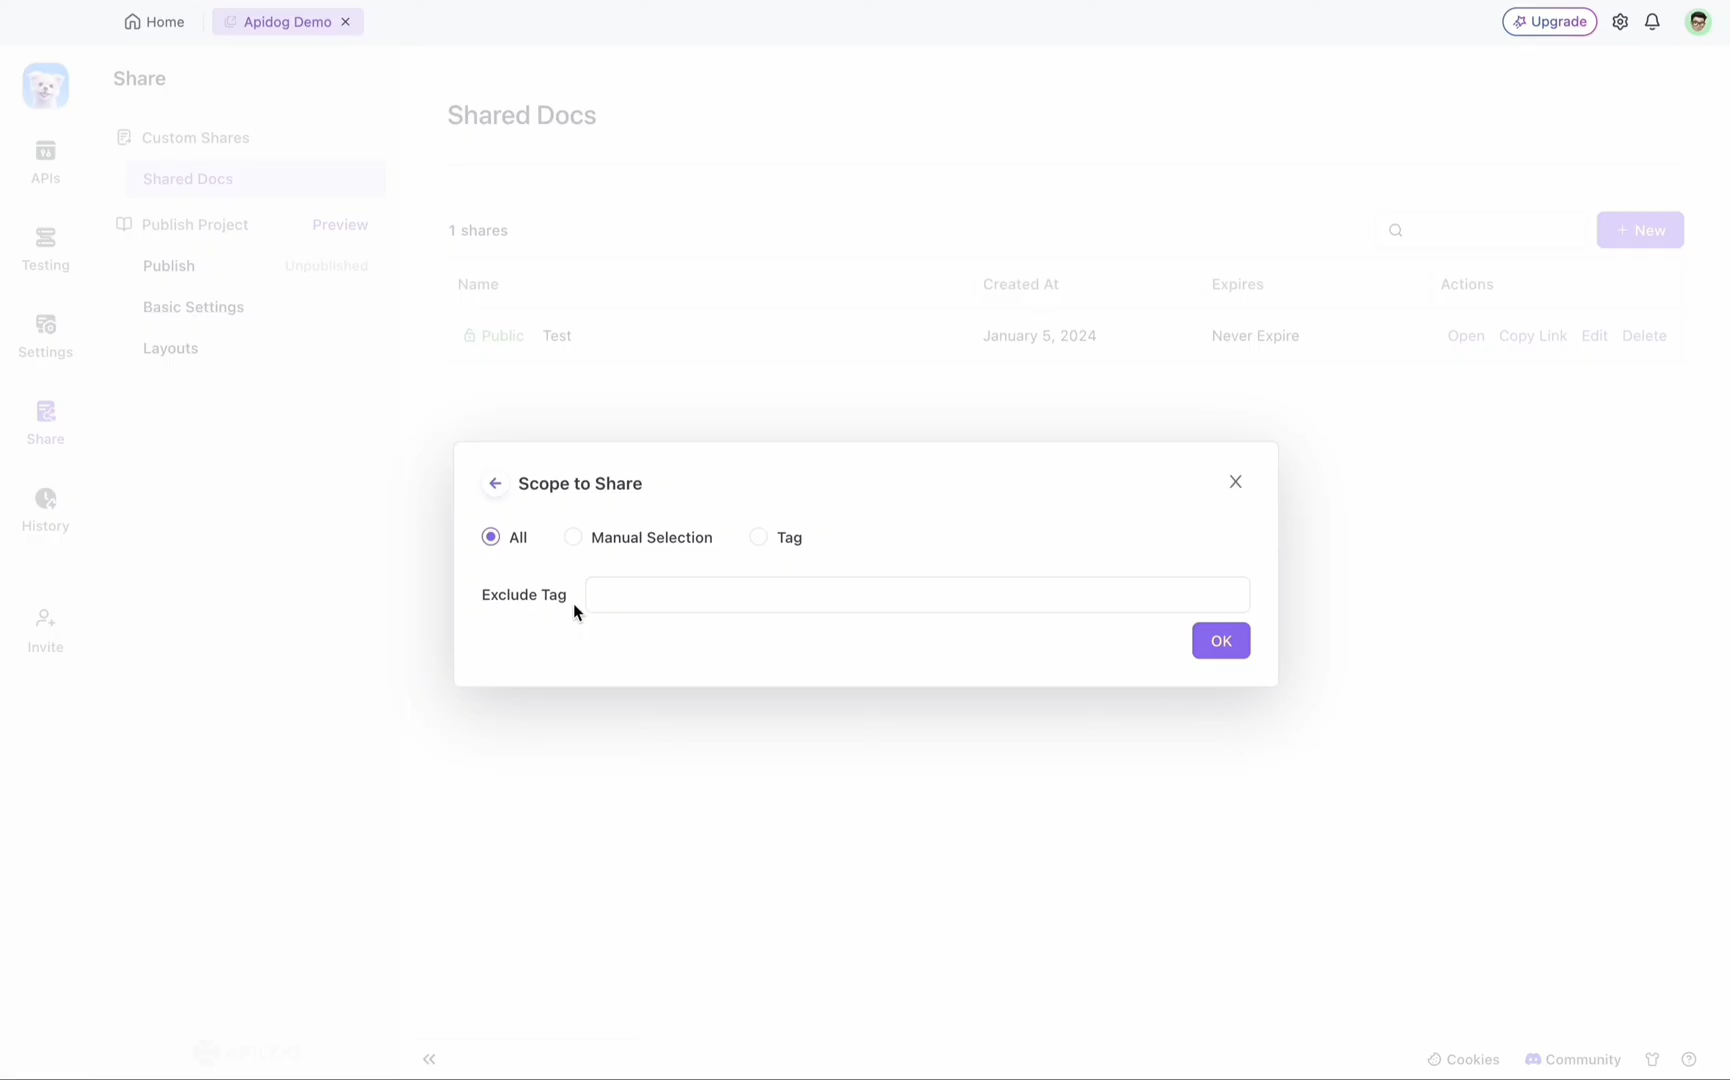 Home
Apidog Demo
Upgrade
Share
Custom Shares
Shared Docs
Publish Project Preview
Publish Unpublished
Basic Settings
Layouts
APIs
Testing
Settings
Share
History
Invite
Shared Docs
1 shares
+ New
Name Created At Expires Actions
Public Test January 5, 2024 Never Expire Open Copy Link Edit Delete
Scope to Share
All Manual Selection Tag
Exclude Tag
OK
APIDOG
Cookies Community